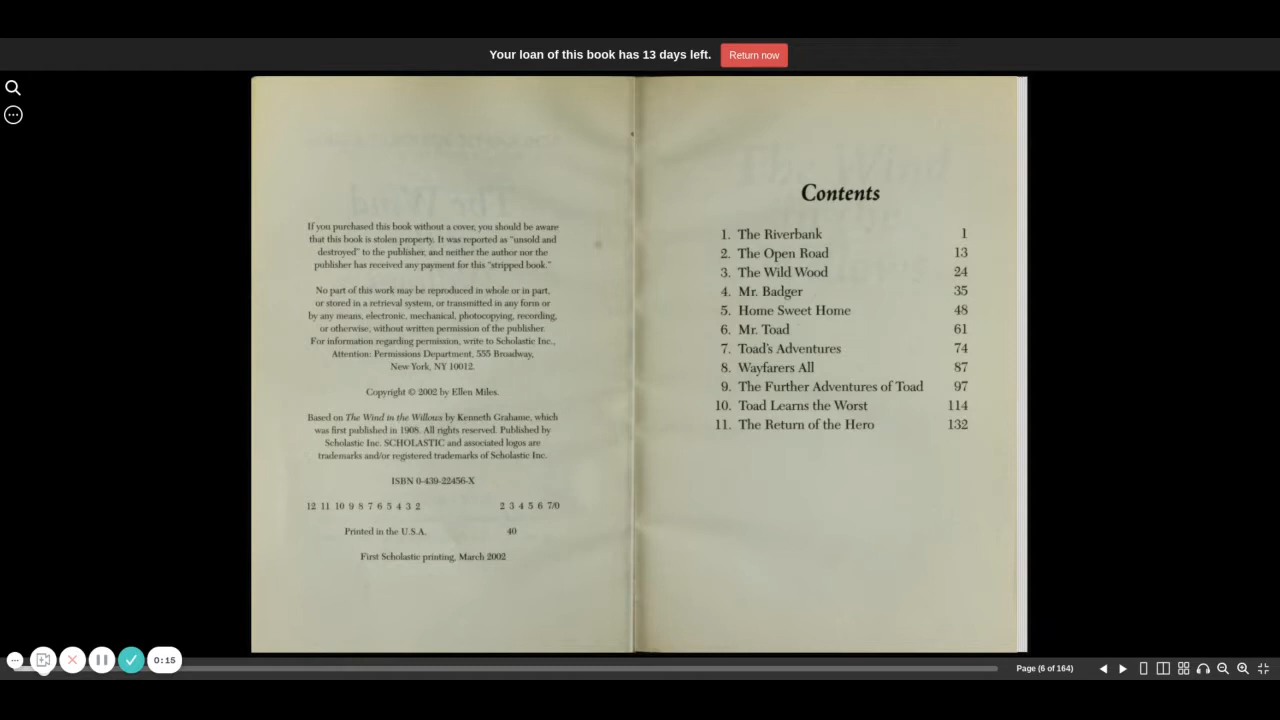 Your loan of this book has 13 days left. Return now
If you purchased this book without a cover, you should be aware
that this book is stolen property. It was reported as "unsold and
destroyed" to the publisher, and neither the author nor the
publisher has received any payment for this "stripped book."
No part of this work may be reproduced in whole or in part,
or stored in a retrieval system, or transmitted in any form or
by any means, electronic, mechanical, photocopying, recording,
or otherwise, without written permission of the publisher.
For information regarding permission, write to Scholastic Inc.,
Attention: Permissions Department, 555 Broadway,
New York, NY 10012.
Copyright © 2002 by Ellen Miles.
Based on The Wind in the Willows by Kenneth Grahame, which
was first published in 1908. All rights reserved. Published by
Scholastic Inc. SCHOLASTIC and associated logos are
trademarks and/or registered trademarks of Scholastic Inc.
ISBN 0-439-22456-X
12 11 10 9 8 7 6 5 4 3 2 2 3 4 5 6 7/0
Printed in the U.S.A. 40
First Scholastic printing, March 2002
Contents
1. The Riverbank 1
2. The Open Road 13
3. The Wild Wood 24
4. Mr. Badger 35
5. Home Sweet Home 48
6. Mr. Toad 61
7. Toad's Adventures 74
8. Wayfarers All 87
9. The Further Adventures of Toad 97
10. Toad Learns the Worst 114
11. The Return of the Hero 132
0:15
Page (6 of 164)